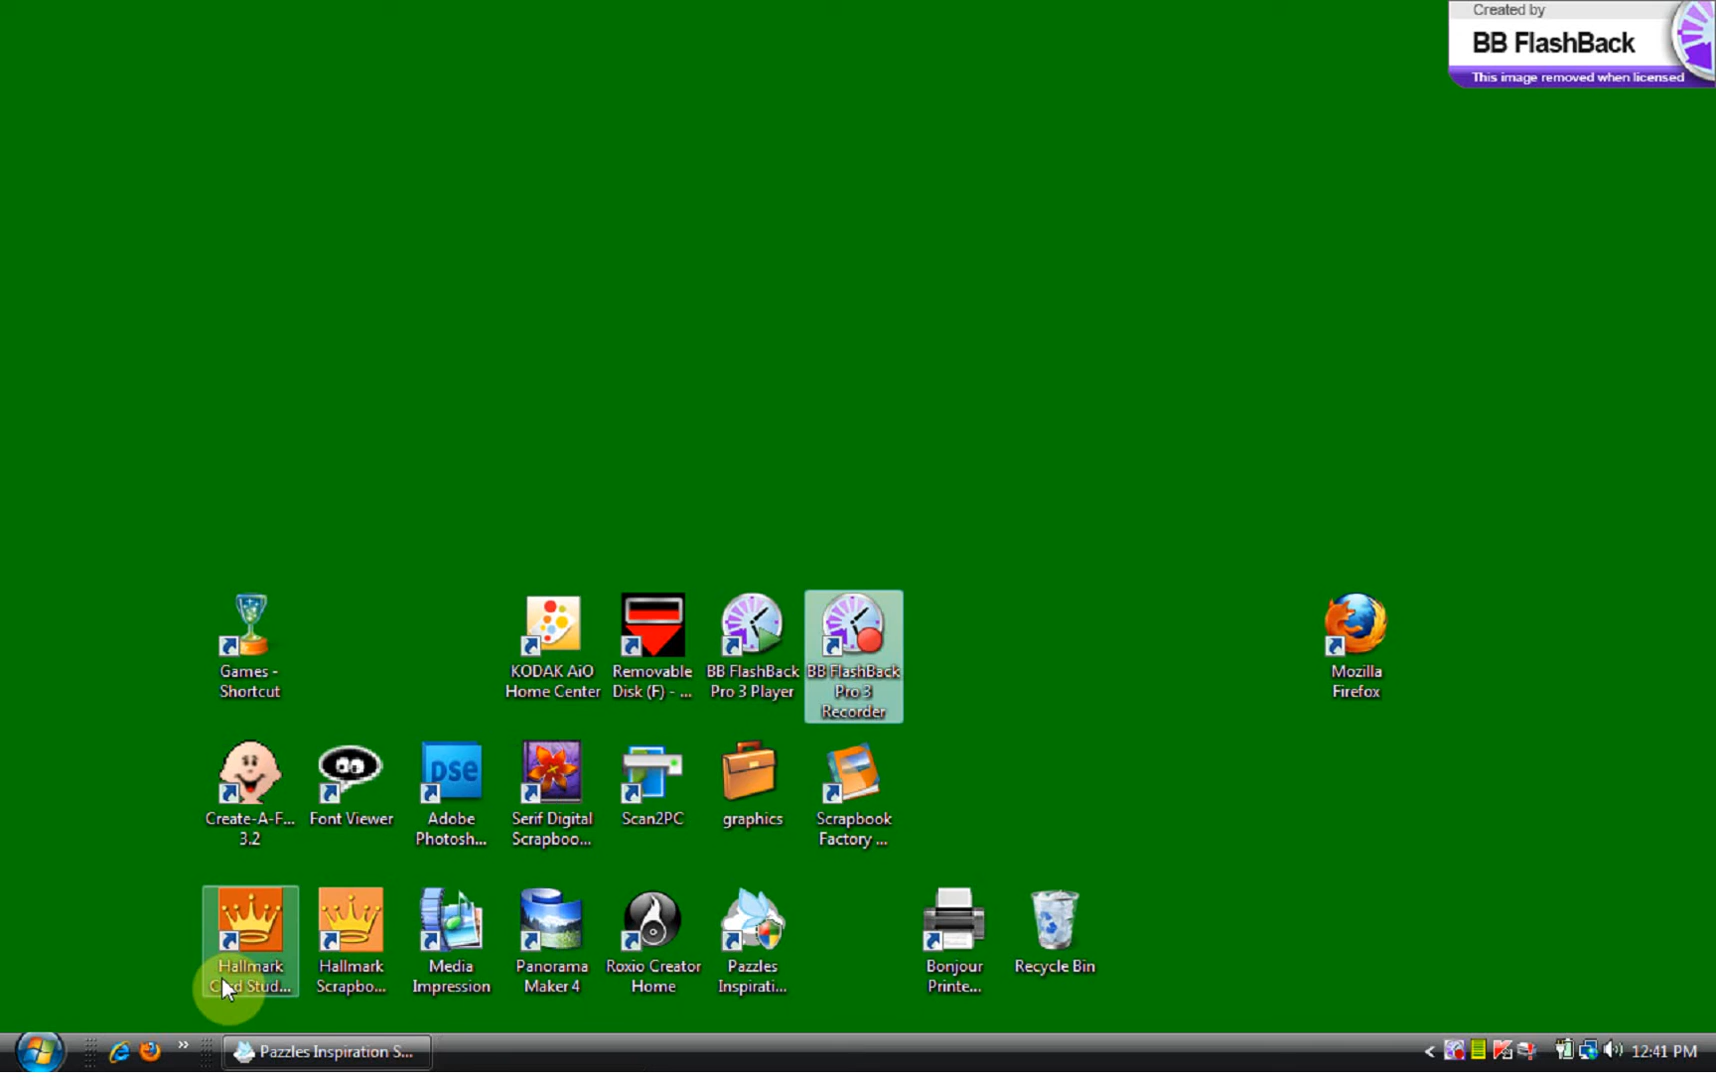 Created by
BB FlashBack
This image removed when licensed
Games -
Shortcut
KODAK AiO
Home Center
Removable
Disk (F) - ...
BB FlashBack
Pro 3 Player
BB FlashBack
Pro 3
Recorder
Mozilla
Firefox
Create-A-F...
3.2
Font Viewer
pse
Adobe
Photosh...
Serif Digital
Scrapboo...
Scan2PC
graphics
Scrapbook
Factory ...
Hallmark
Card Stud...
Hallmark
Scrapbo...
Media
Impression
Panorama
Maker 4
Roxio Creator
Home
Pazzles
Inspirati...
Bonjour
Printe...
Recycle Bin
Pazzles Inspiration S...
12:41 PM